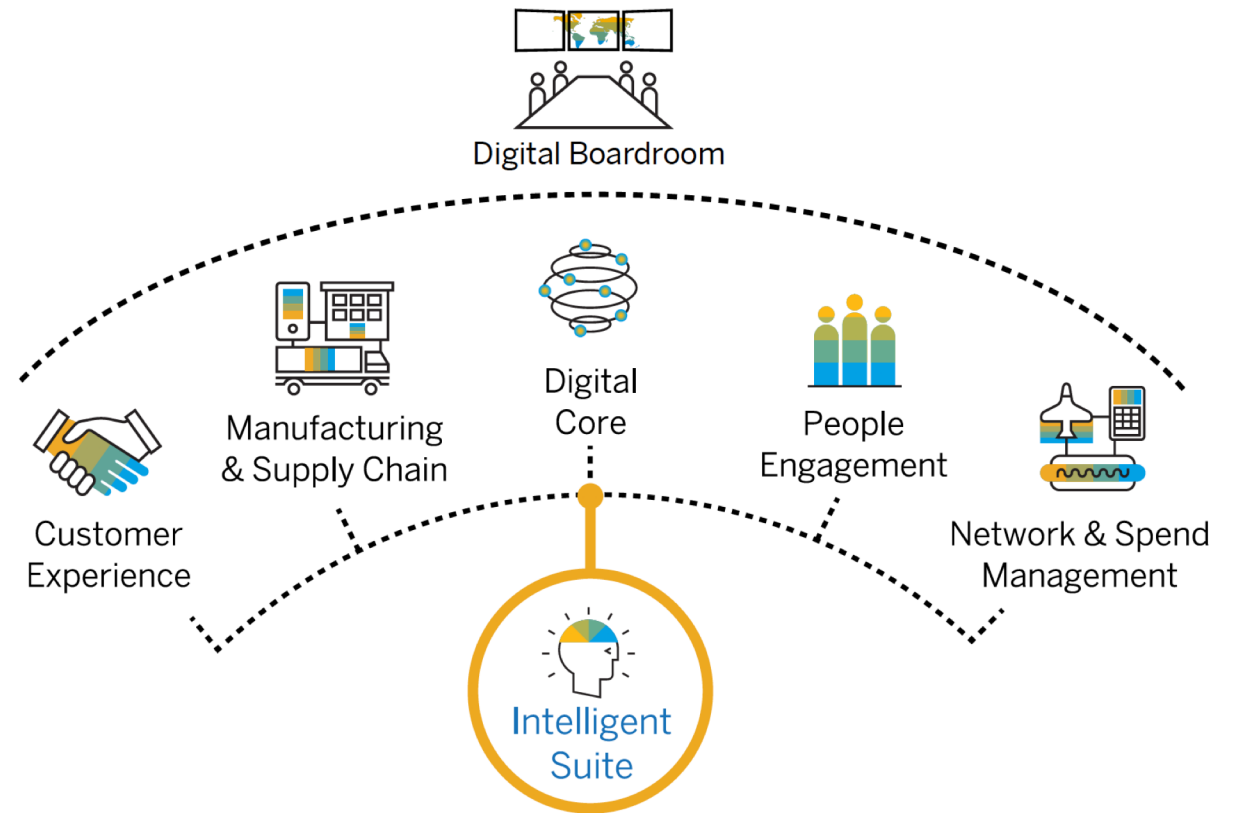 Digital Boardroom
Customer
Experience
Manufacturing
& Supply Chain
Digital
Core
People
Engagement
Network & Spend
Management
Intelligent
Suite